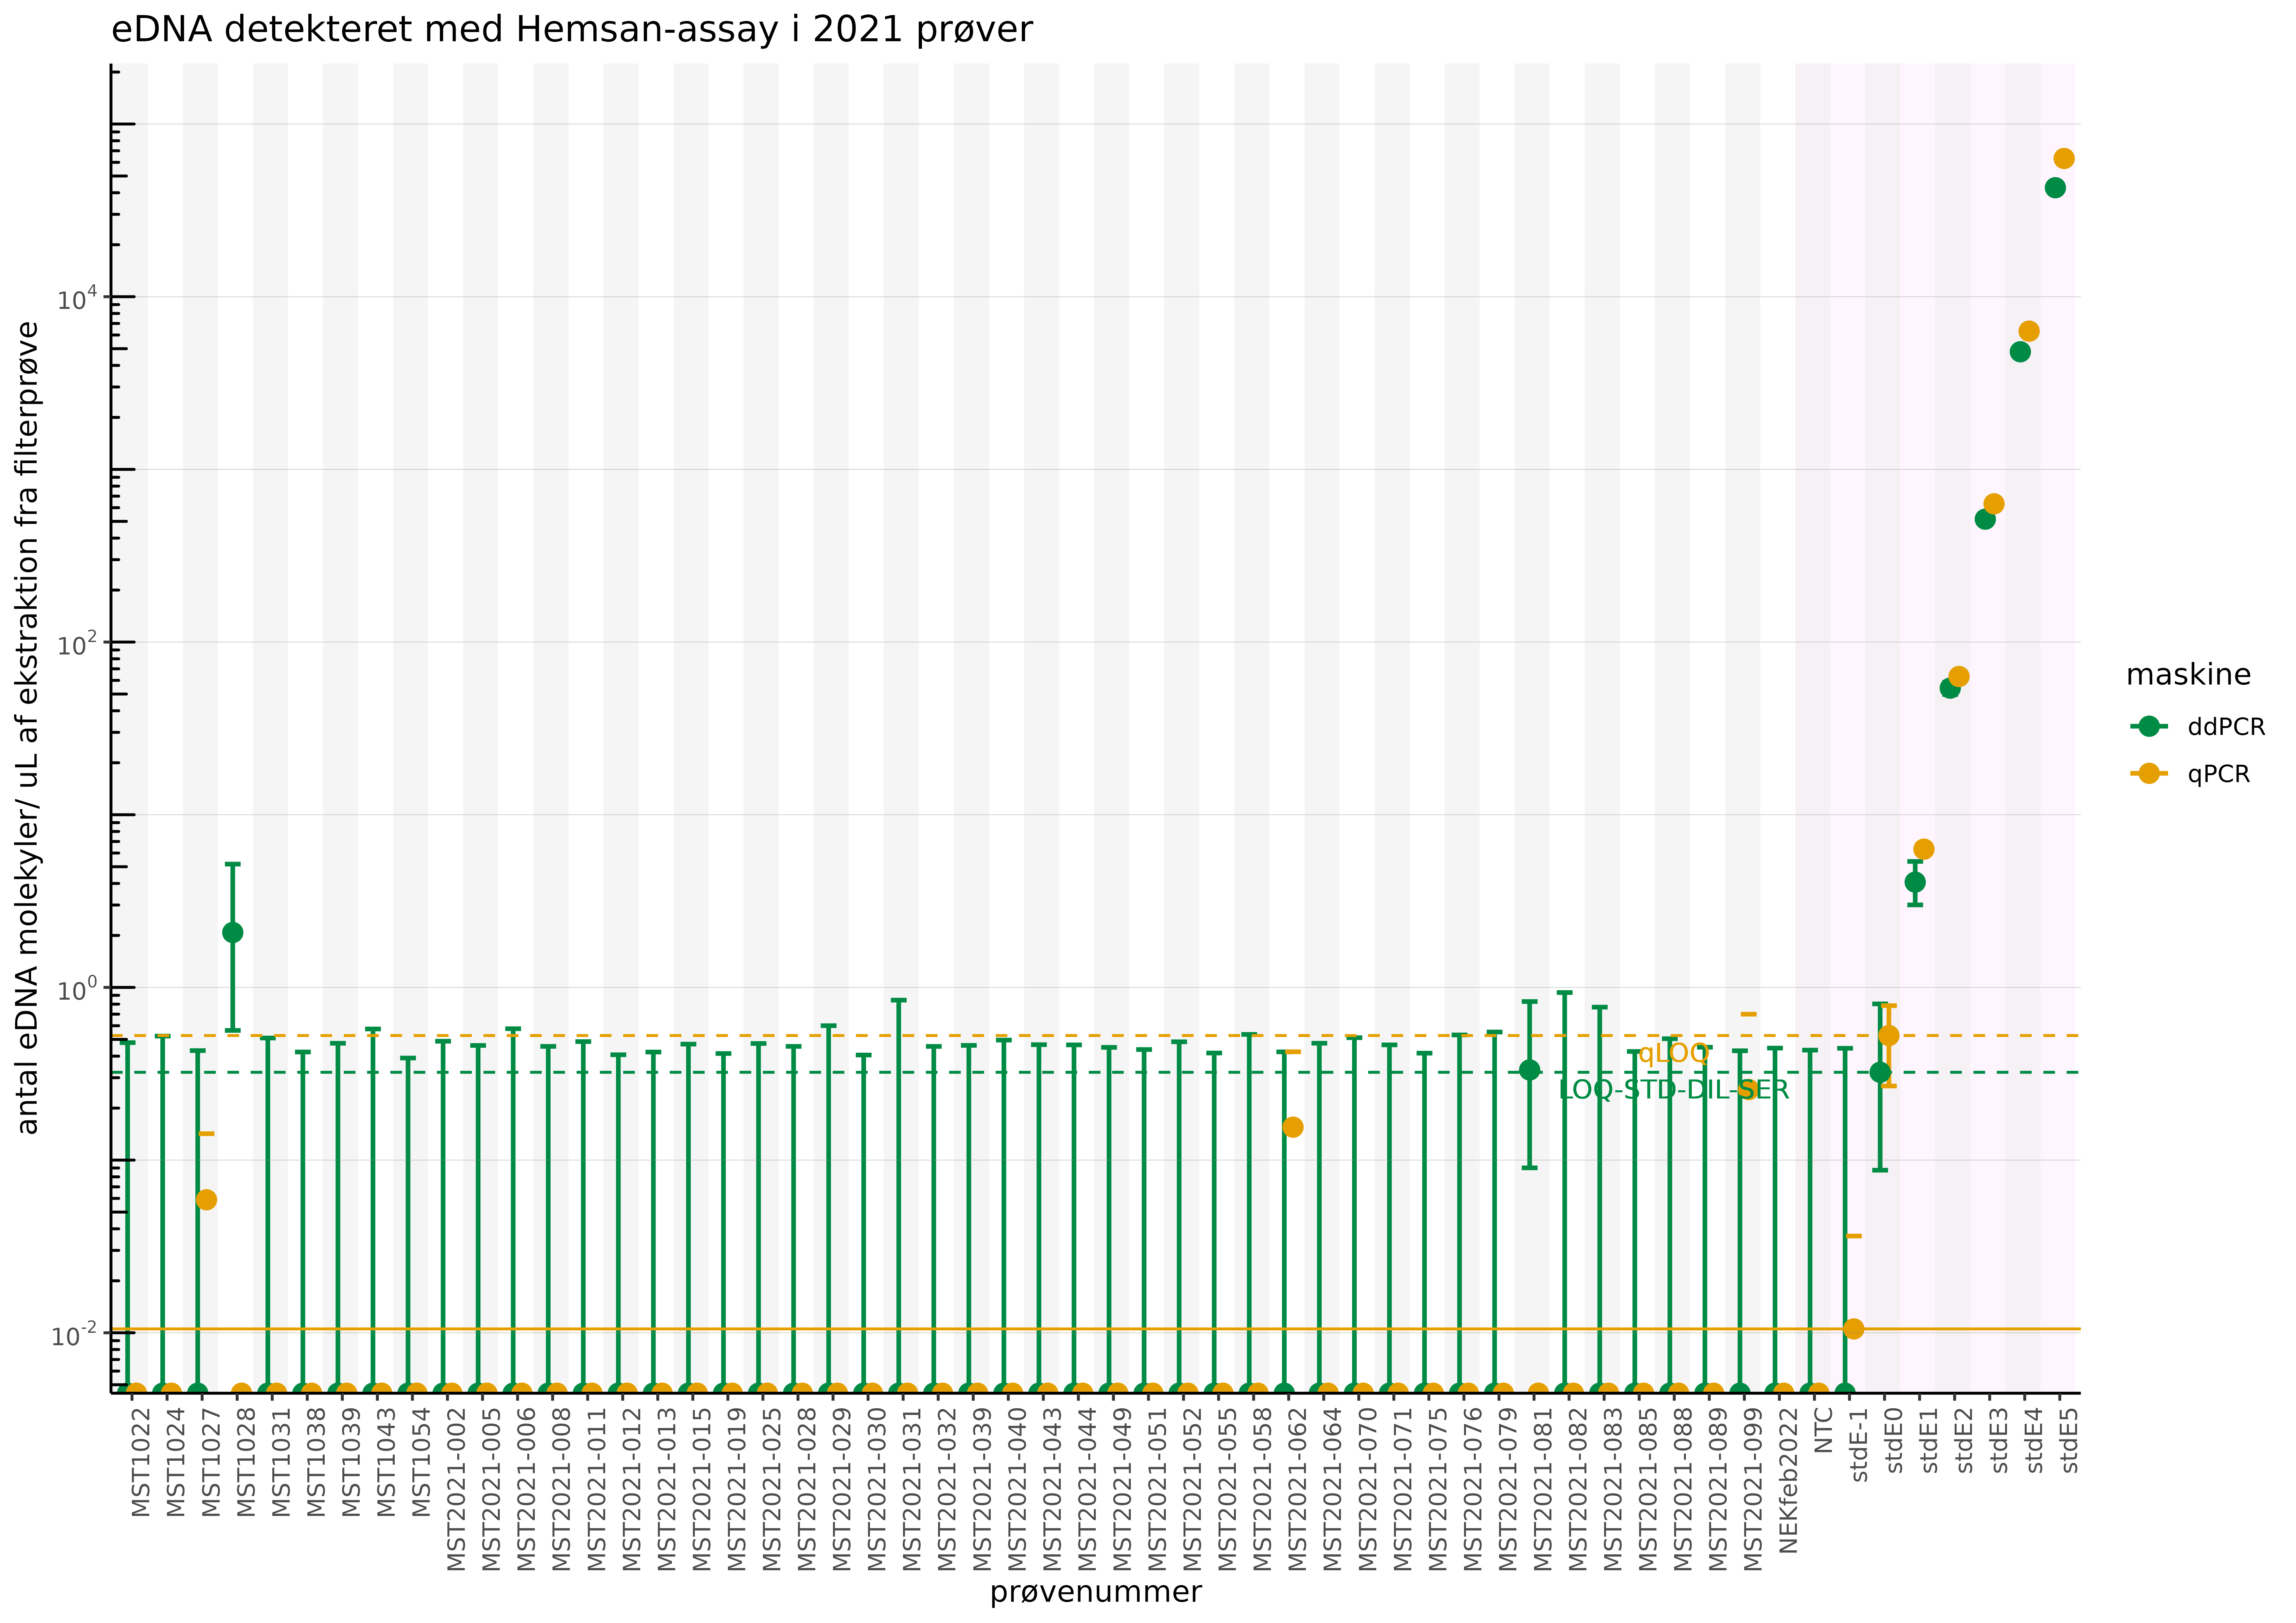 eDNA detekteret med Hemsan-assay i 2021 prøver
antal eDNA molekyler/ uL af ekstraktion fra filterprøve
10^4
10^2
10^0
10^-2
qLOQ
LOQ-STD-DIL-SER
maskine
ddPCR
qPCR
MST1022
MST1024
MST1027
MST1028
MST1031
MST1038
MST1039
MST1043
MST1054
MST2021-002
MST2021-005
MST2021-006
MST2021-008
MST2021-011
MST2021-012
MST2021-013
MST2021-015
MST2021-019
MST2021-025
MST2021-028
MST2021-029
MST2021-030
MST2021-031
MST2021-032
MST2021-039
MST2021-040
MST2021-043
MST2021-044
MST2021-049
MST2021-051
MST2021-052
MST2021-055
MST2021-058
MST2021-062
MST2021-064
MST2021-070
MST2021-071
MST2021-075
MST2021-076
MST2021-079
MST2021-081
MST2021-082
MST2021-083
MST2021-085
MST2021-088
MST2021-089
MST2021-099
NEKfeb2022
NTC
stdE-1
stdE0
stdE1
stdE2
stdE3
stdE4
stdE5
prøvenummer